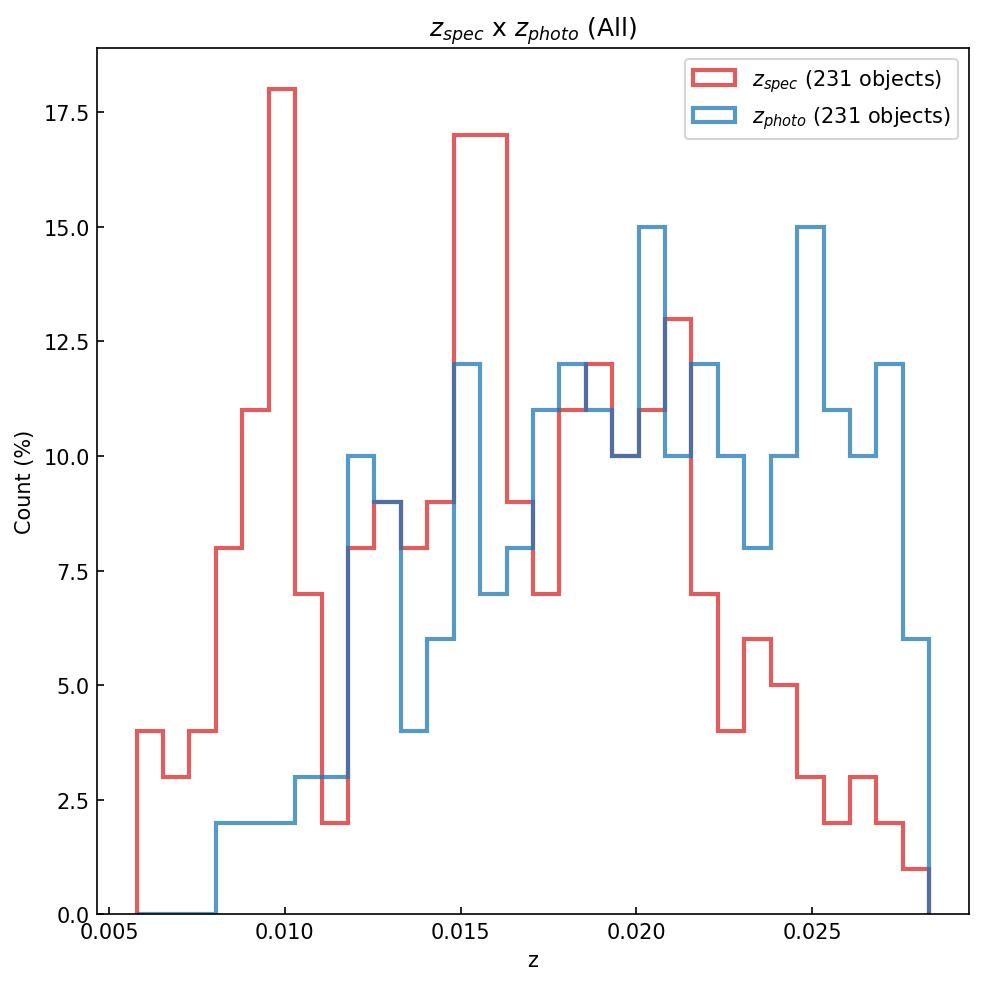 z_spec x z_photo (All)
z_spec (231 objects)
z_photo (231 objects)
Count (%)
17.5
15.0
12.5
10.0
7.5
5.0
2.5
0.0
0.005 0.010 0.015 0.020 0.025
z